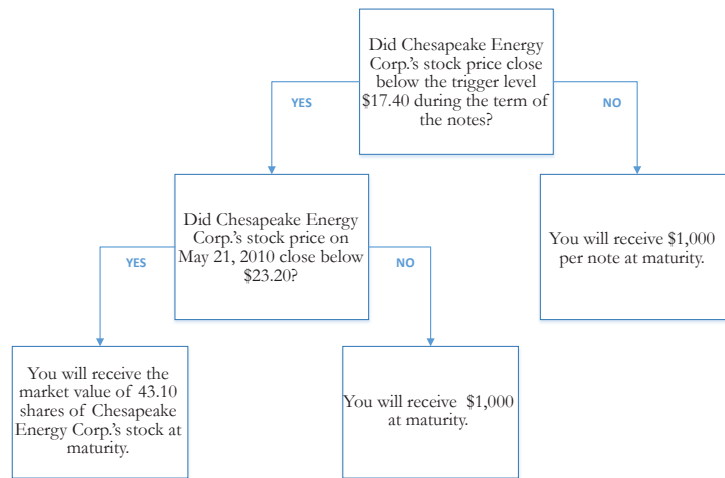 Did Chesapeake Energy
Corp.'s stock price close
below the trigger level
$17.40 during the term of
the notes?
YES
NO
Did Chesapeake Energy
Corp.'s stock price on
May 21, 2010 close below
$23.20?
You will receive $1,000
per note at maturity.
YES
NO
You will receive the
market value of 43.10
shares of Chesapeake
Energy Corp.'s stock at
maturity.
You will receive $1,000
at maturity.